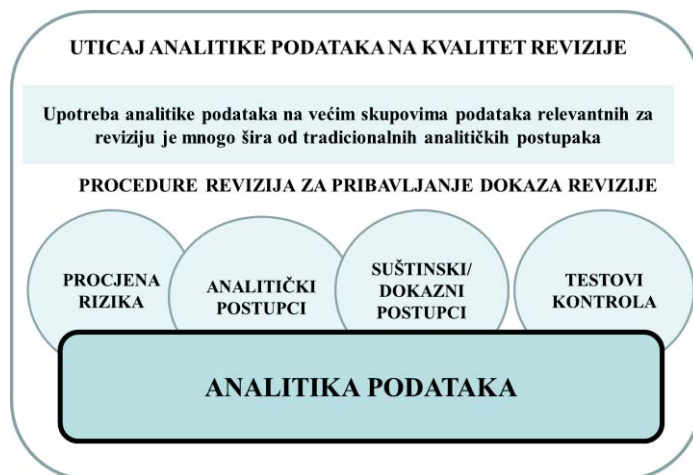 UTICAJ ANALITIKE PODATAKA NA KVALITET REVIZIJE
Upotreba analitike podataka na većim skupovima podataka relevantnih za
reviziju je mnogo šira od tradicionalnih analitičkih postupaka
PROCEDURE REVIZIJA ZA PRIBAVLJANJE DOKAZA REVIZIJE
PROCJENA
RIZIKA
ANALITIČKI
POSTUPCI
SUŠTINSKI/
DOKAZNI
POSTUPCI
TESTOVI
KONTROLA
ANALITIKA PODATAKA